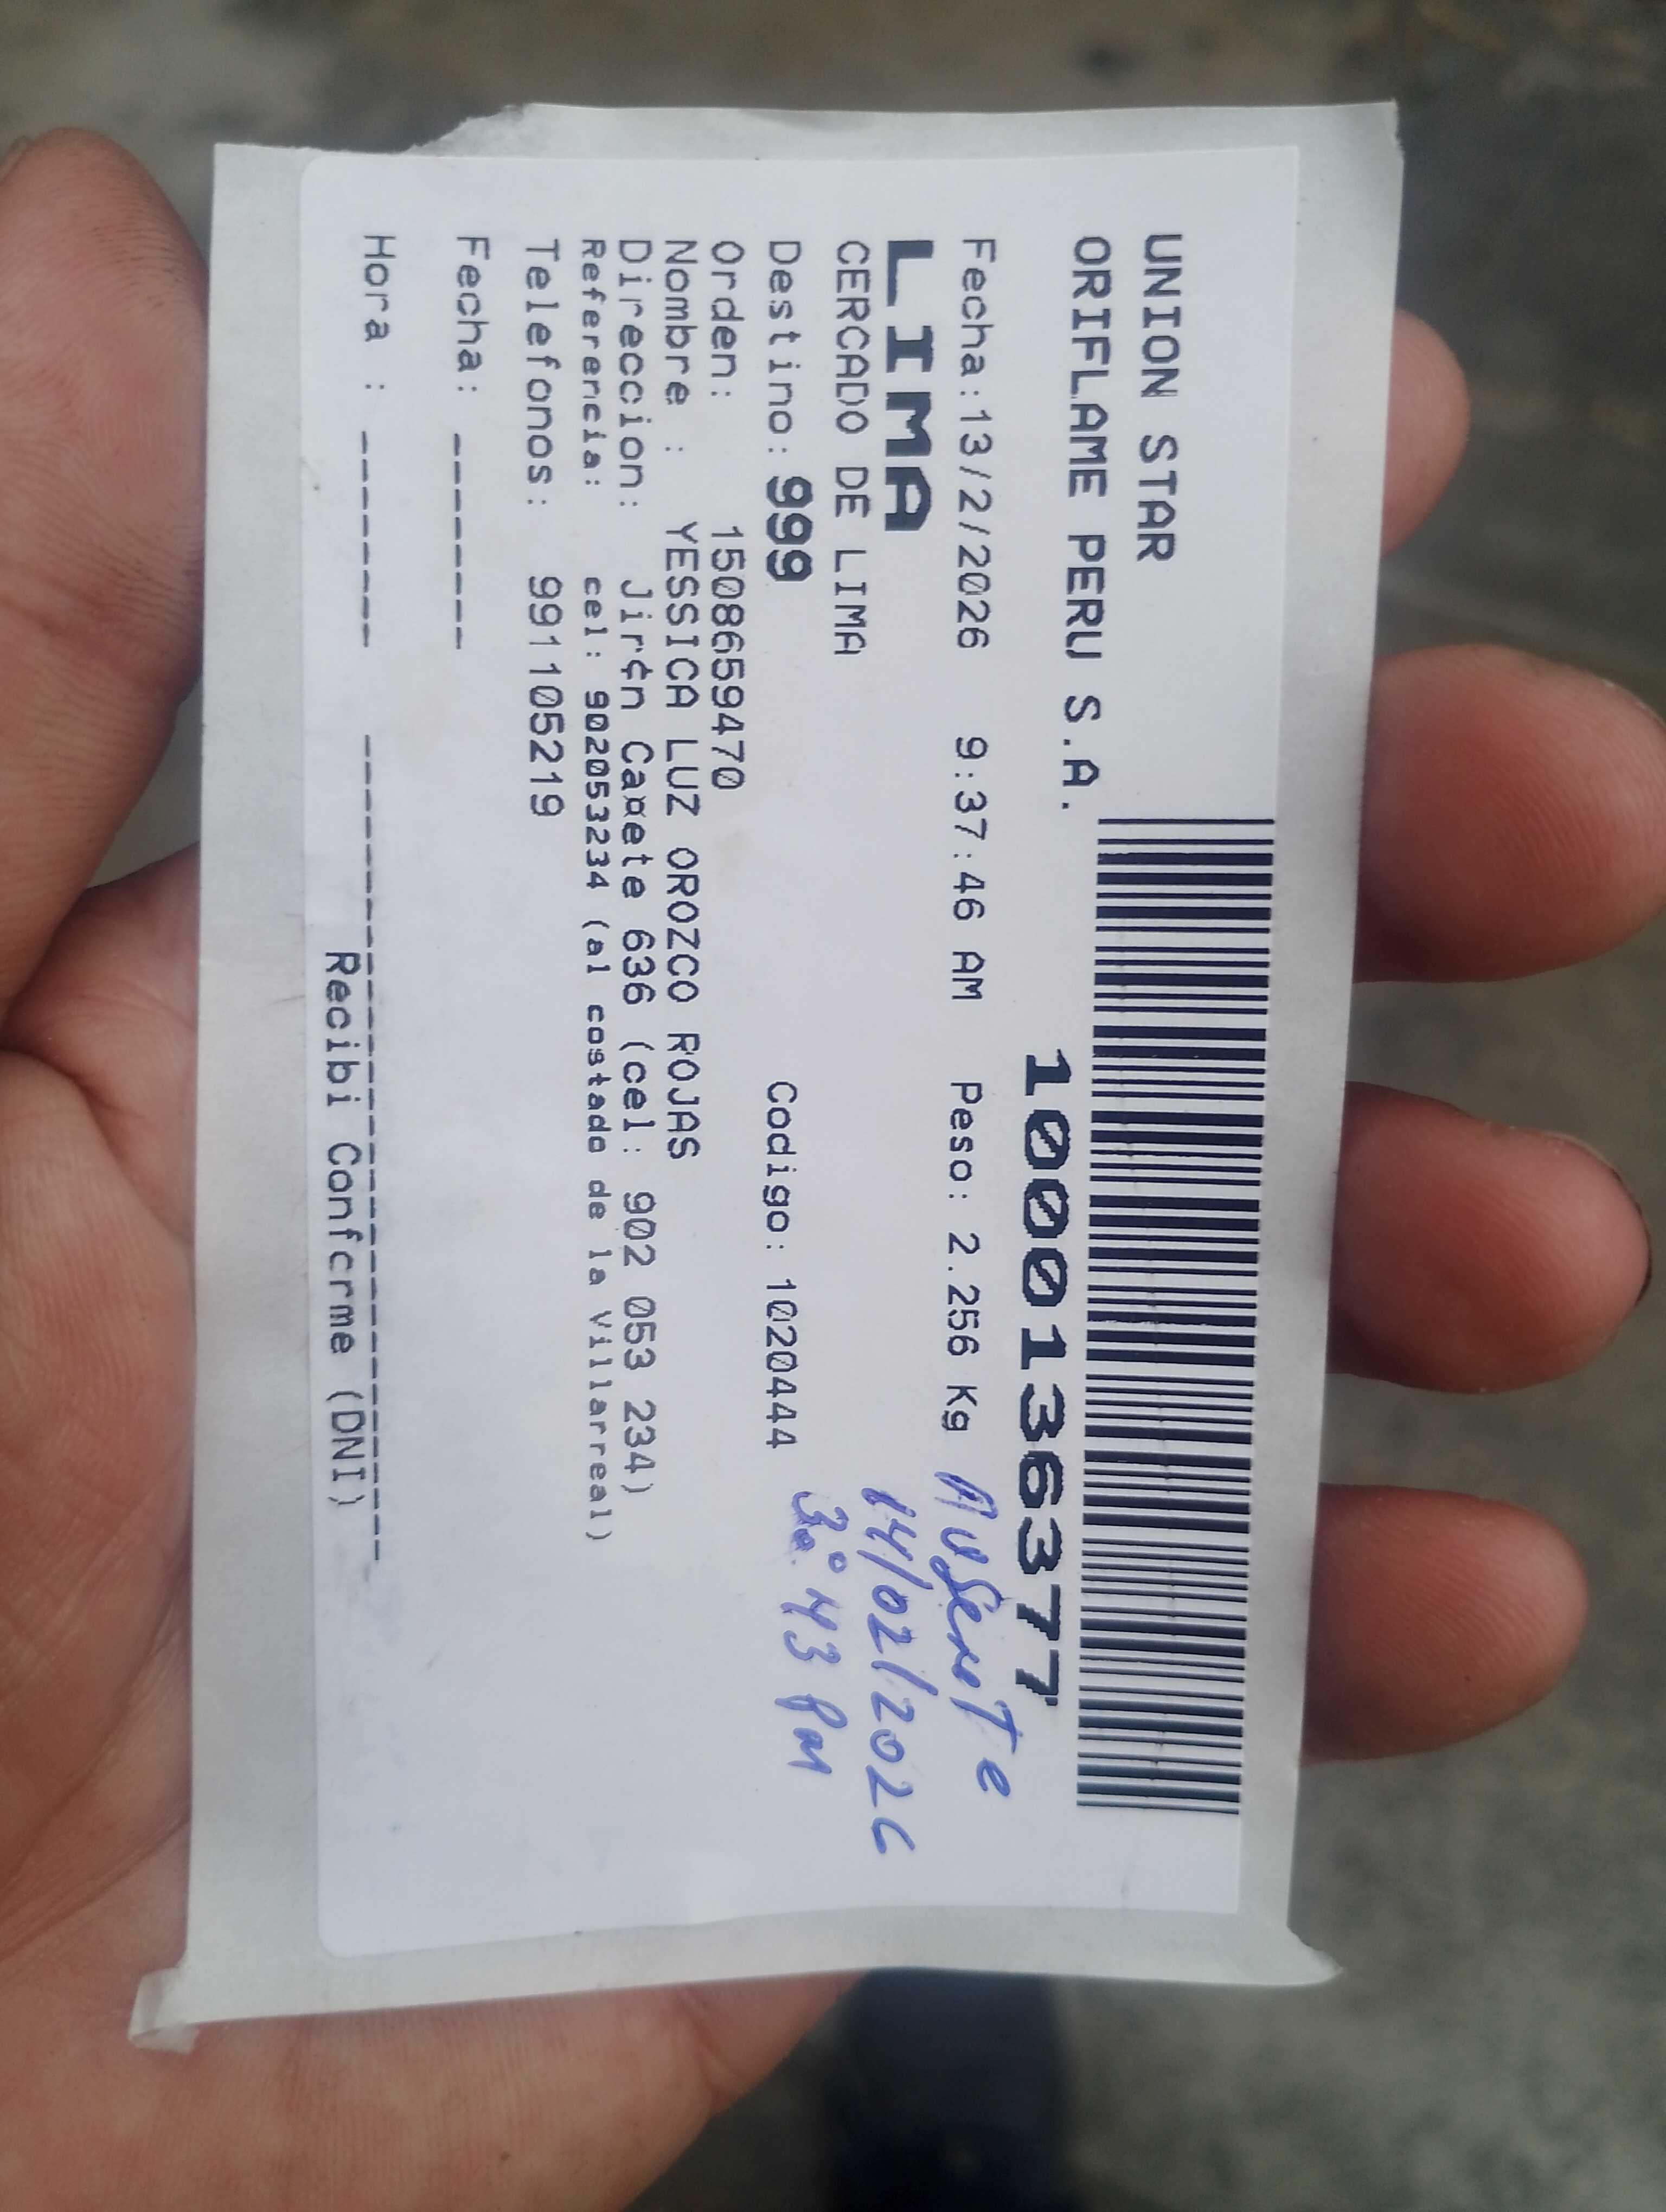 UNION STAR
ORIFLAME PERU S.A.
10001363777
Fecha:13/2/2026 9:37:46 AM Peso: 2.256 Kg
AUSenTe
LIMA
14/02/2026
CERCADO DE LIMA
3:43 PM
Destino:999 Codigo:1020444
Orden: 1508659470
Nombre : YESSICA LUZ OROZCO ROJAS
Direccion: Jir¢n Ca¤ete 636 (cel: 902 053 234)
Referencia: cel: 902053234 (al costado de la Villarreal)
Telefonos: 991105219
Fecha: -------
Hora : ------- ----------------------------
Recibi Conforme (DNI)